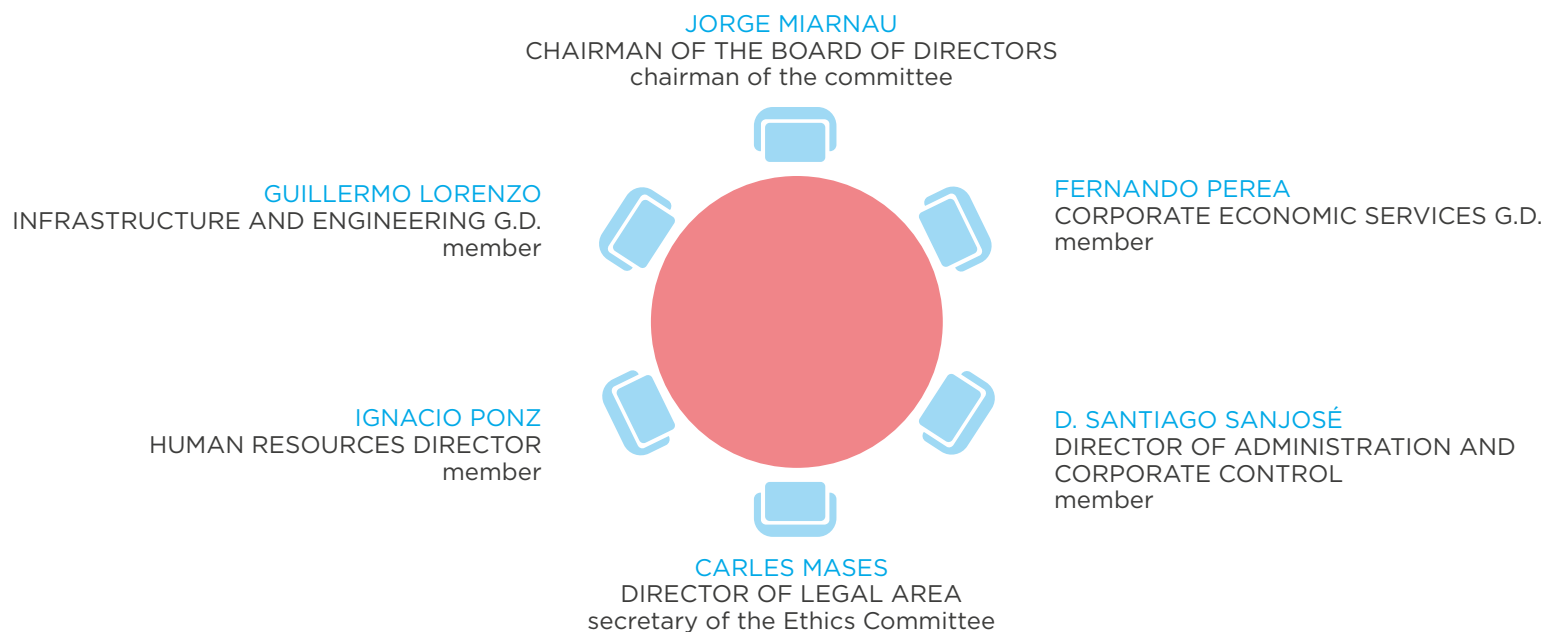 JORGE MIARNAU
CHAIRMAN OF THE BOARD OF DIRECTORS
chairman of the committee
GUILLERMO LORENZO
INFRASTRUCTURE AND ENGINEERING G.D.
member
FERNANDO PEREA
CORPORATE ECONOMIC SERVICES G.D.
member
IGNACIO PONZ
HUMAN RESOURCES DIRECTOR
member
D. SANTIAGO SANJOSÉ
DIRECTOR OF ADMINISTRATION AND
CORPORATE CONTROL
member
CARLES MASES
DIRECTOR OF LEGAL AREA
secretary of the Ethics Committee